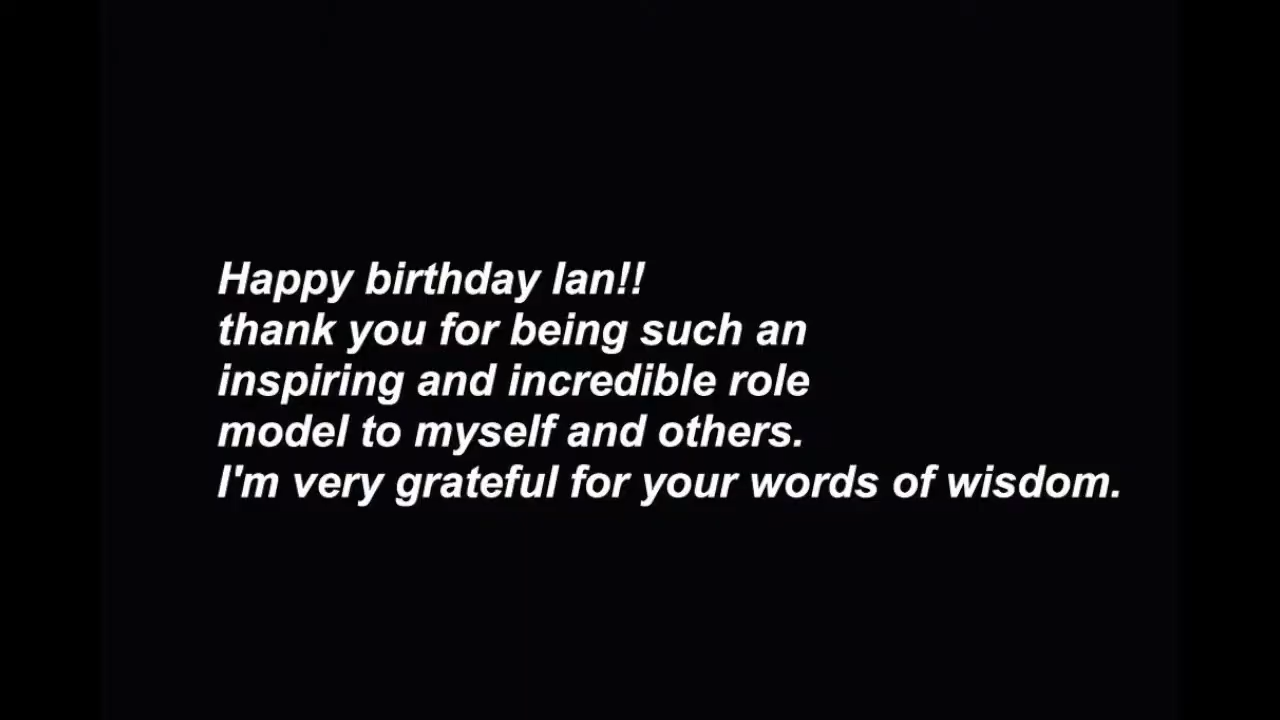 Happy birthday Ian!!
thank you for being such an
inspiring and incredible role
model to myself and others.
I'm very grateful for your words of wisdom.